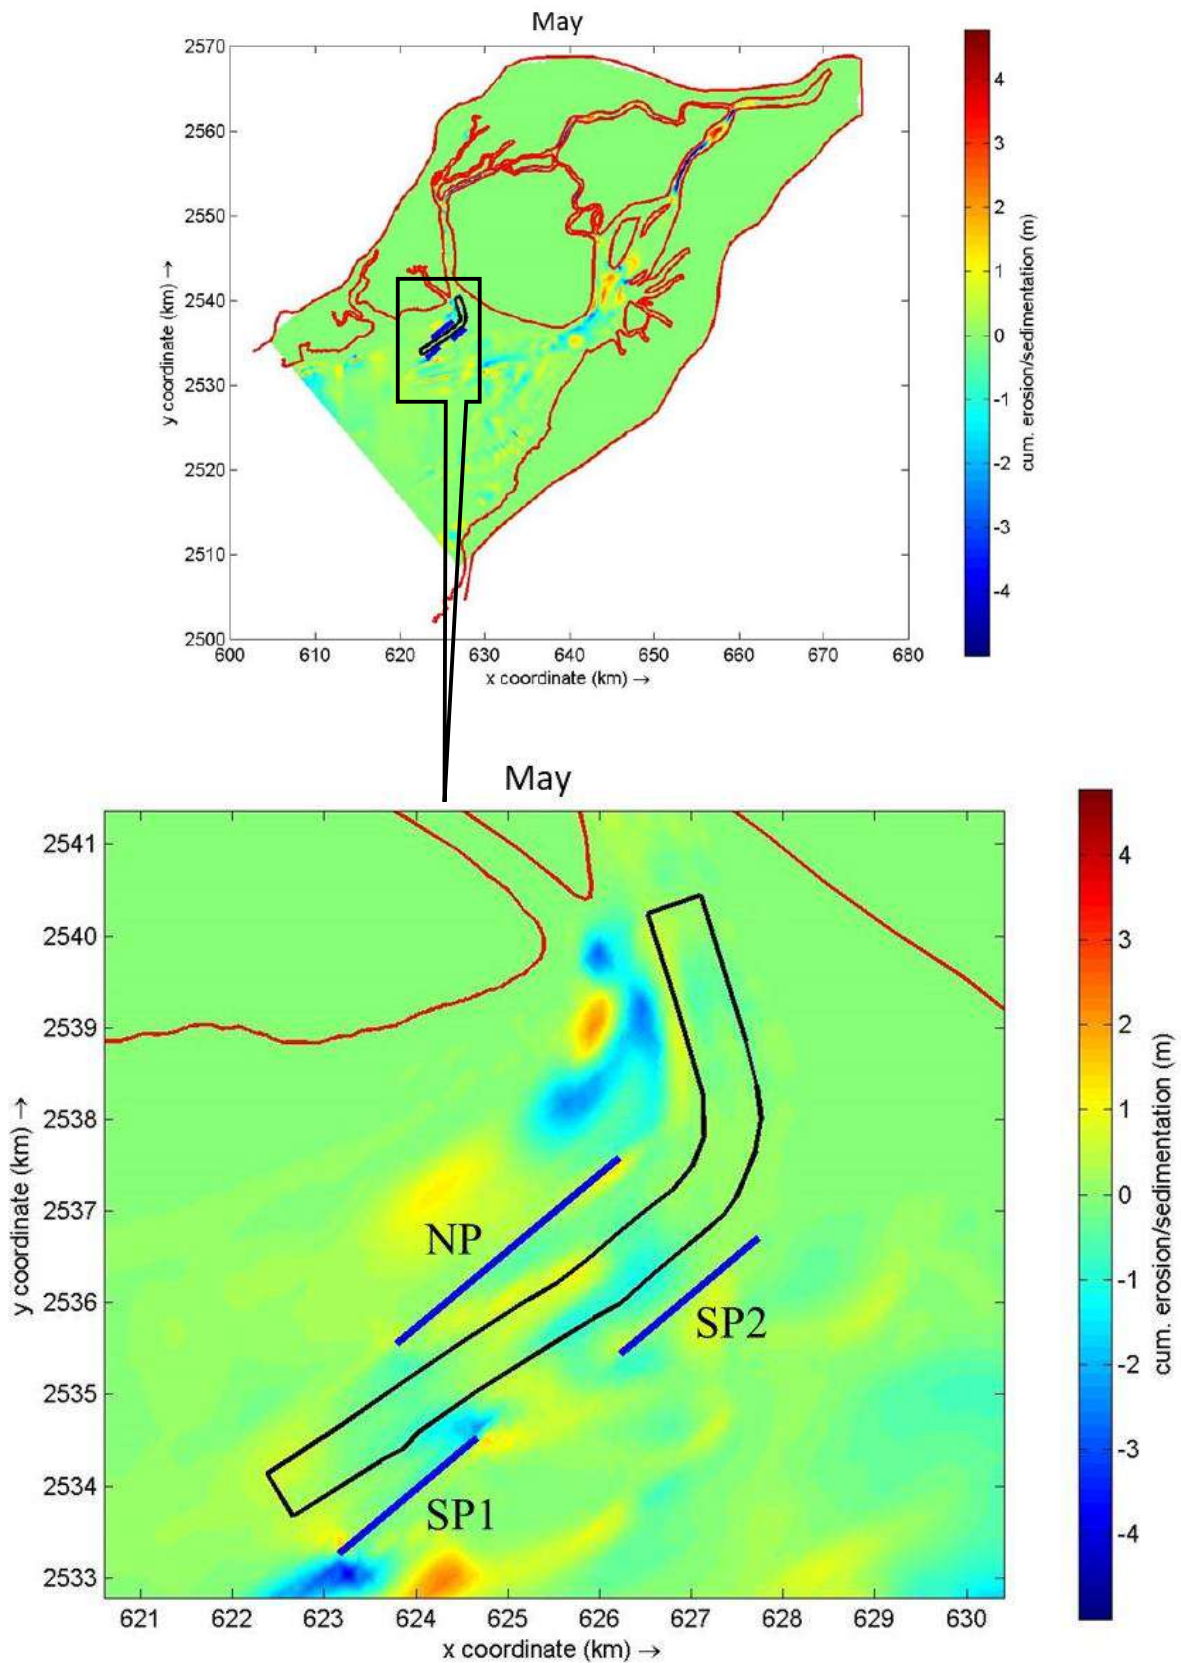 May
2570
2560
2550
2540
2530
2520
2510
2500
y coordinate (km) →
600 610 620 630 640 650 660 670 680
x coordinate (km) →
4
3
2
1
0
-1
-2
-3
-4
cum. erosion/sedimentation (m)
May
2541
2540
2539
2538
2537
2536
2535
2534
2533
y coordinate (km) →
NP
SP2
SP1
621 622 623 624 625 626 627 628 629 630
x coordinate (km) →
4
3
2
1
0
-1
-2
-3
-4
cum. erosion/sedimentation (m)